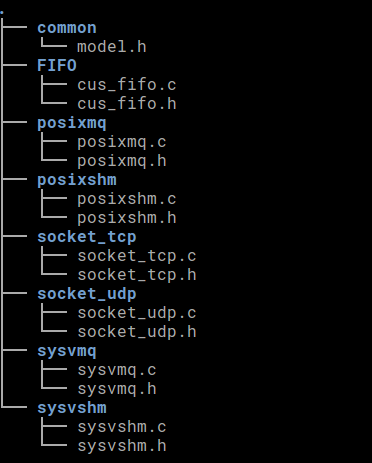 .
├── common
│   └── model.h
├── FIFO
│   ├── cus_fifo.c
│   └── cus_fifo.h
├── posixmq
│   ├── posixmq.c
│   └── posixmq.h
├── posixshm
│   ├── posixshm.c
│   └── posixshm.h
├── socket_tcp
│   ├── socket_tcp.c
│   └── socket_tcp.h
├── socket_udp
│   ├── socket_udp.c
│   └── socket_udp.h
├── sysvmq
│   ├── sysvmq.c
│   └── sysvmq.h
└── sysvshm
    ├── sysvshm.c
    └── sysvshm.h